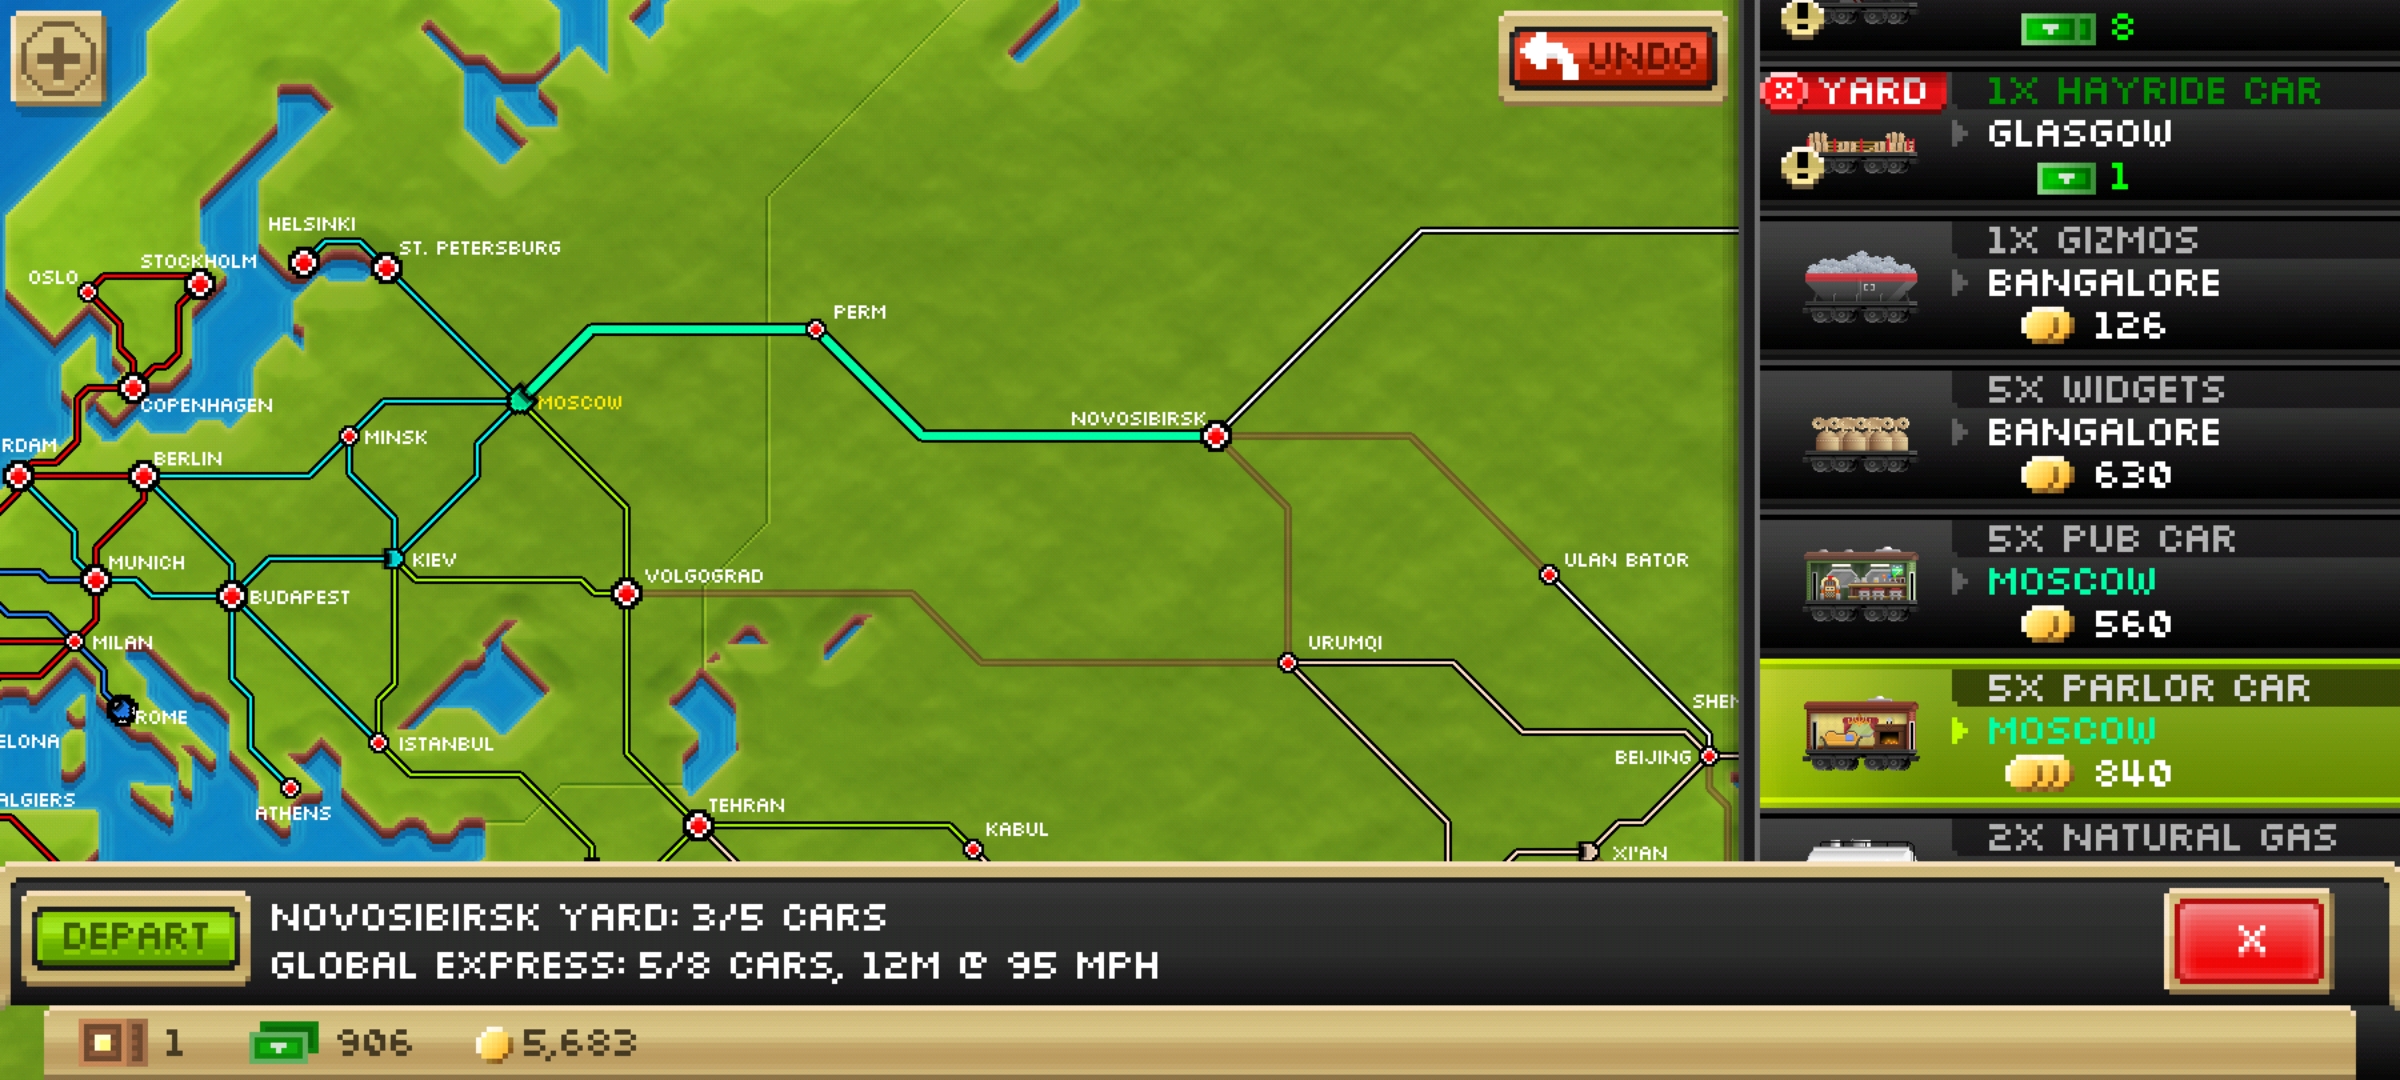 UNDO
8
YARD
1X HAYRIDE CAR
GLASGOW
1
1X GIZMOS
BANGALORE
126
5X WIDGETS
BANGALORE
630
5X PUB CAR
MOSCOW
560
5X PARLOR CAR
MOSCOW
840
2X NATURAL GAS
HELSINKI
ST. PETERSBURG
STOCKHOLM
OSLO
PERM
COPENHAGEN
MOSCOW
NOVOSIBIRSK
MINSK
RDAM
BERLIN
MUNICH
KIEV
ULAN BATOR
VOLGOGRAD
BUDAPEST
MILAN
URUMQI
SHEN
ROME
ELONA
ISTANBUL
BEIJING
ALGIERS
ATHENS
TEHRAN
KABUL
XI'AN
DEPART
NOVOSIBIRSK YARD: 3/5 CARS
GLOBAL EXPRESS: 5/8 CARS, 12M @ 95 MPH
X
1
906
5,683